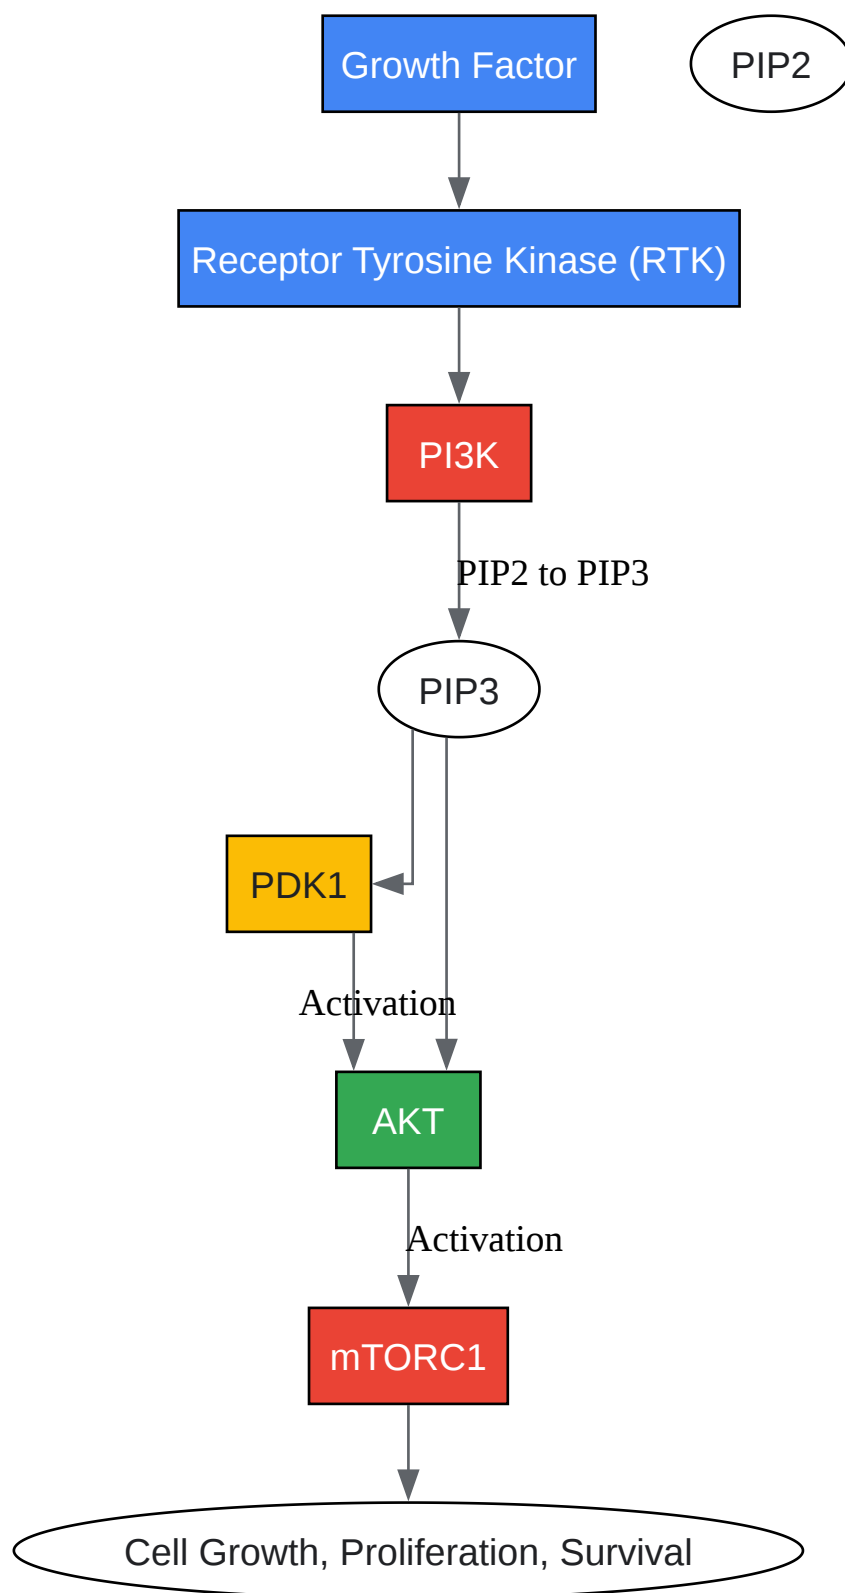 Growth Factor
PIP2
Receptor Tyrosine Kinase (RTK)
PI3K
PIP2 to PIP3
PIP3
PDK1
Activation
AKT
Activation
mTORC1
Cell Growth, Proliferation, Survival